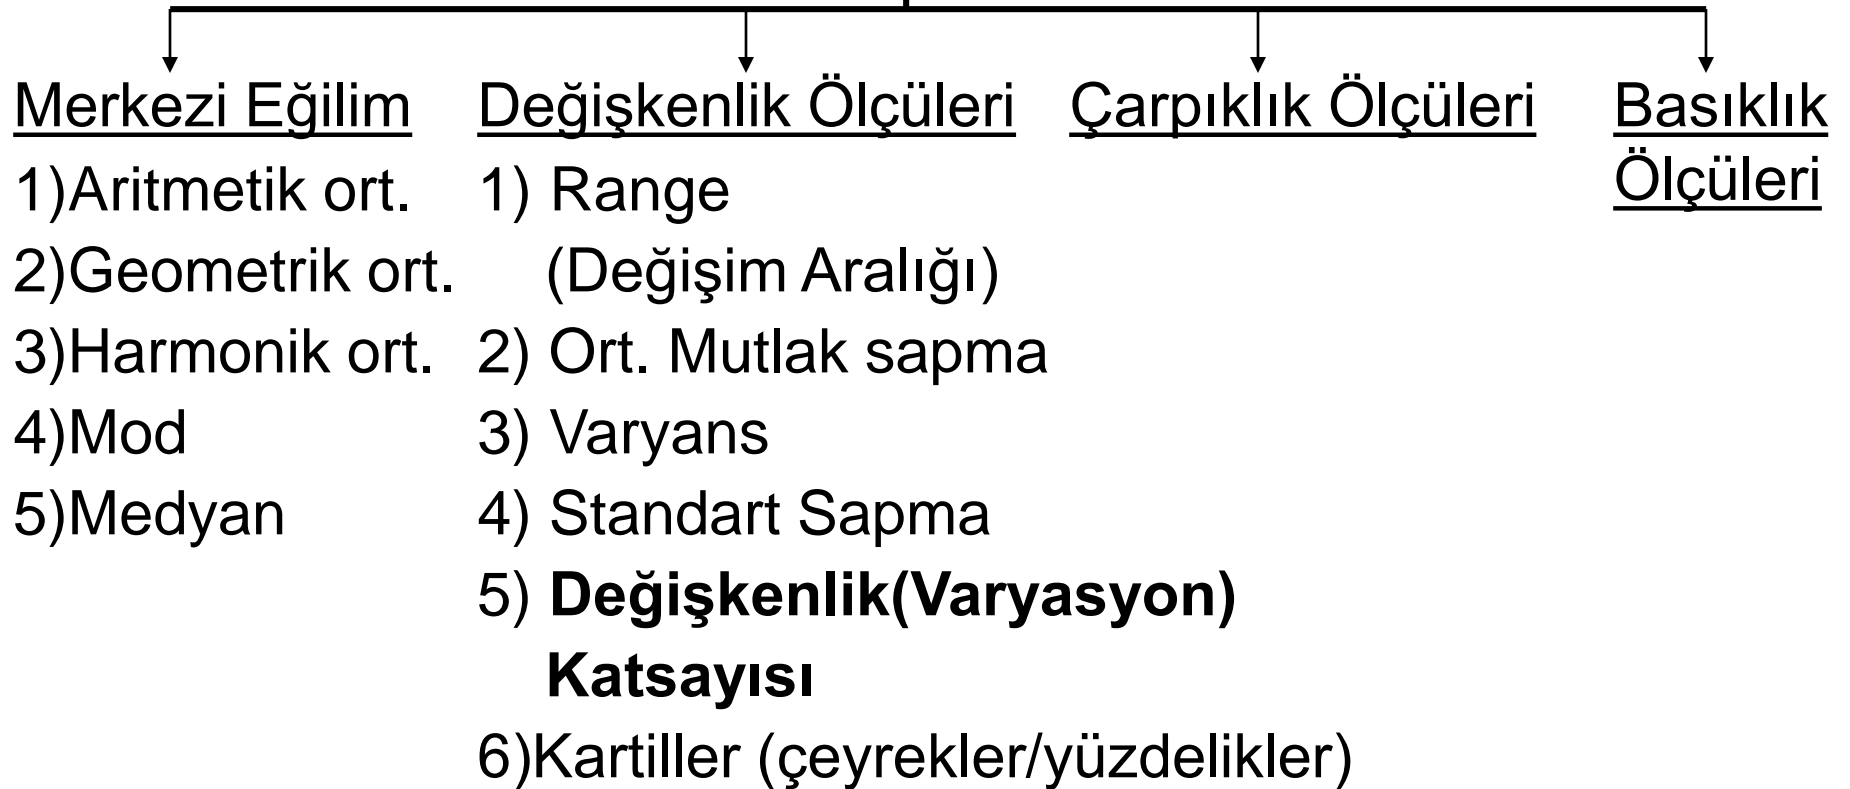 Merkezi Eğilim
1)Aritmetik ort.
2)Geometrik ort.
3)Harmonik ort.
4)Mod
5)Medyan
Değişkenlik Ölçüleri
1) Range
(Değişim Aralığı)
2) Ort. Mutlak sapma
3) Varyans
4) Standart Sapma
5) Değişkenlik(Varyasyon)
Katsayısı
6)Kartiller (çeyrekler/yüzdelikler)
Çarpıklık Ölçüleri
Basıklık
Ölçüleri